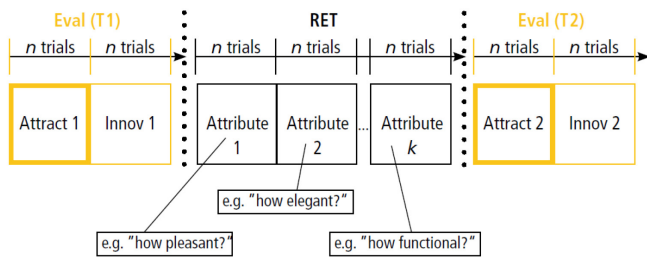 Eval (T1) RET Eval (T2)
n trials n trials n trials n trials n trials n trials n trials
Attract 1 Innov 1 Attribute 1 Attribute 2 ... Attribute k Attract 2 Innov 2
e.g. "how elegant?"
e.g. "how pleasant?" e.g. "how functional?"